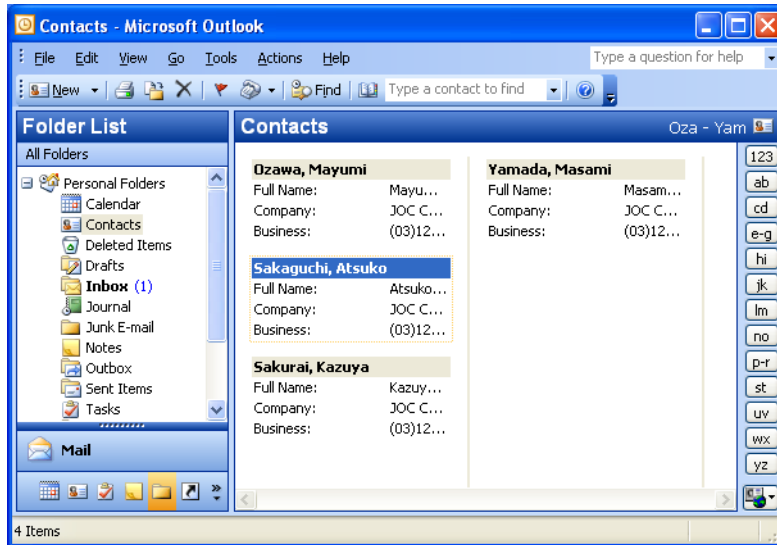 Contacts - Microsoft Outlook
File Edit View Go Tools Actions Help Type a question for help
New Find Type a contact to find
Folder List
All Folders
Personal Folders
Calendar
Contacts
Deleted Items
Drafts
Inbox (1)
Journal
Junk E-mail
Notes
Outbox
Sent Items
Tasks
Mail
Contacts Oza - Yam
Ozawa, Mayumi
Full Name: Mayu...
Company: JOC C...
Business: (03)12...
Sakaguchi, Atsuko
Full Name: Atsuko...
Company: JOC C...
Business: (03)12...
Sakurai, Kazuya
Full Name: Kazuy...
Company: JOC C...
Business: (03)12...
Yamada, Masami
Full Name: Masam...
Company: JOC C...
Business: (03)12...
123
ab
cd
e-g
hi
jk
lm
no
p-r
st
uv
wx
yz
4 Items